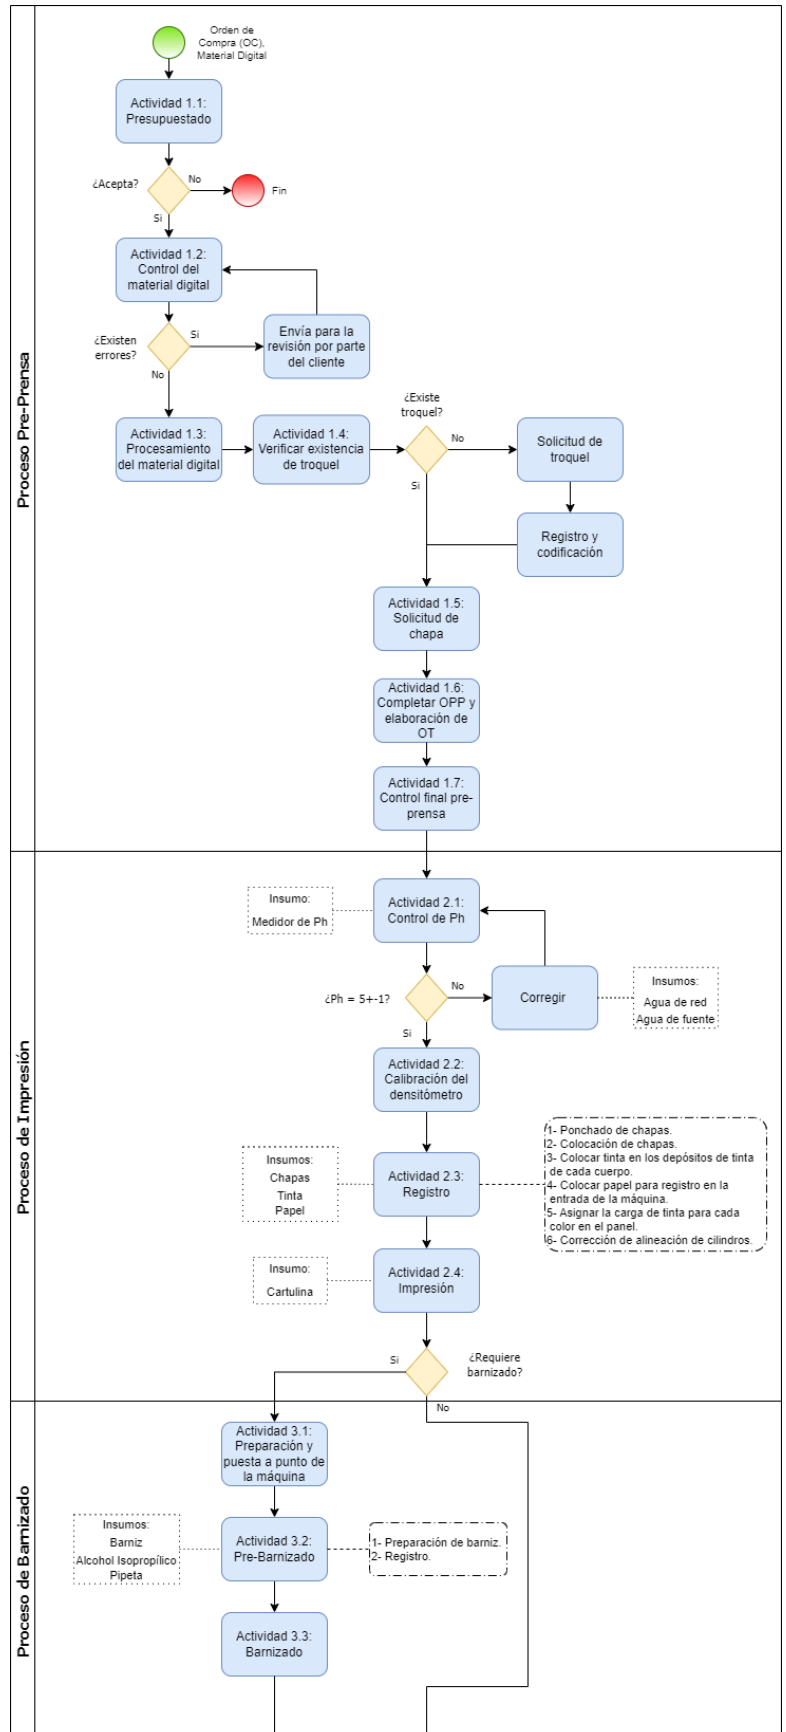 Orden de
Compra (OC),
Material Digital
Actividad 1.1:
Presupuestado
¿Acepta?
No
Fin
Si
Actividad 1.2:
Control del
material digital
¿Existen
errores?
Si
Envía para la
revisión por parte
del cliente
No
Actividad 1.3:
Procesamiento
del material digital
Actividad 1.4:
Verificar existencia
de troquel
¿Existe
troquel?
No
Solicitud de
troquel
Si
Registro y
codificación
Actividad 1.5:
Solicitud de
chapa
Actividad 1.6:
Completar OPP y
elaboración de
OT
Actividad 1.7:
Control final pre-
prensa
Proceso Pre-Prensa
Insumo:
Medidor de Ph
Actividad 2.1:
Control de Ph
¿Ph = 5+-1?
No
Corregir
Insumos:
Agua de red
Agua de fuente
Si
Actividad 2.2:
Calibración del
densitómetro
Insumos:
Chapas
Tinta
Papel
Actividad 2.3:
Registro
1- Ponchado de chapas.
2- Colocación de chapas.
3- Colocar tinta en los depósitos de tinta
de cada cuerpo.
4- Colocar papel para registro en la
entrada de la máquina.
5- Asignar la carga de tinta para cada
color en el panel.
6- Corrección de alineación de cilindros.
Insumo:
Cartulina
Actividad 2.4:
Impresión
Si
¿Requiere
barnizado?
No
Proceso de Impresión
Actividad 3.1:
Preparación y
puesta a punto de
la máquina
Insumos:
Barniz
Alcohol Isopropílico
Pipeta
Actividad 3.2:
Pre-Barnizado
1- Preparación de barniz.
2- Registro.
Actividad 3.3:
Barnizado
Proceso de Barnizado